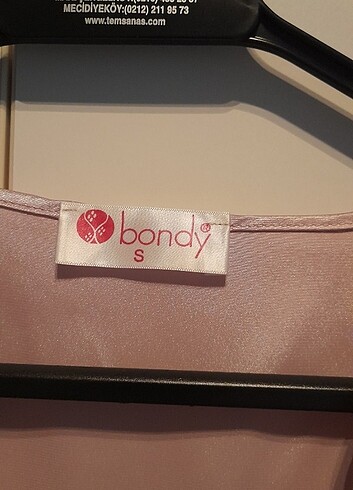 MECİDİYEKÖY:(0212) 211 95 73
www.temsanas.com
bondy®
S